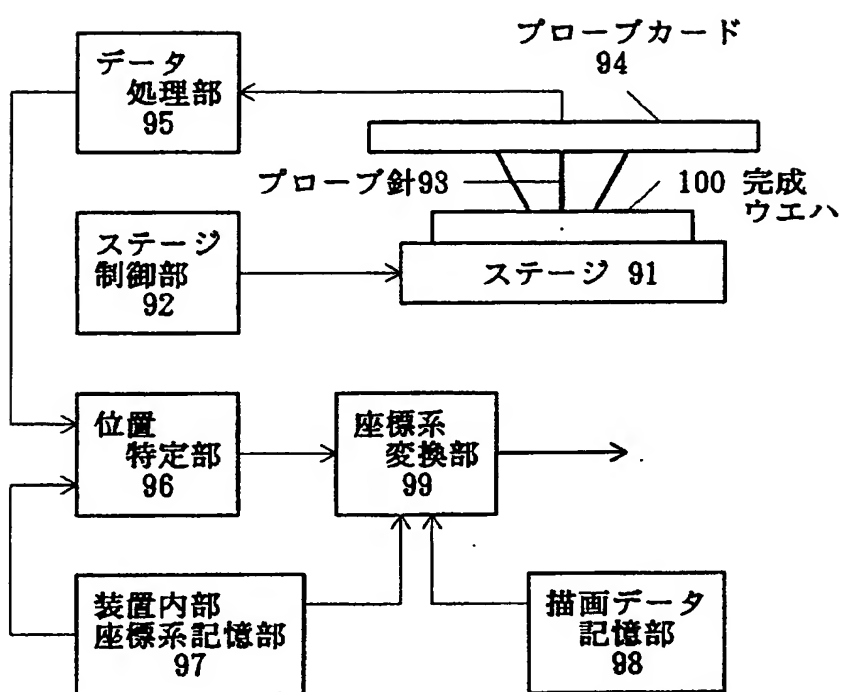 プローブカード
94
データ
処理部
95
プローブ針93
100 完成
ウエハ
ステージ
制御部
92
ステージ 91
位置
特定部
96
座標系
変換部
99
装置内部
座標系記憶部
97
描画データ
記憶部
98